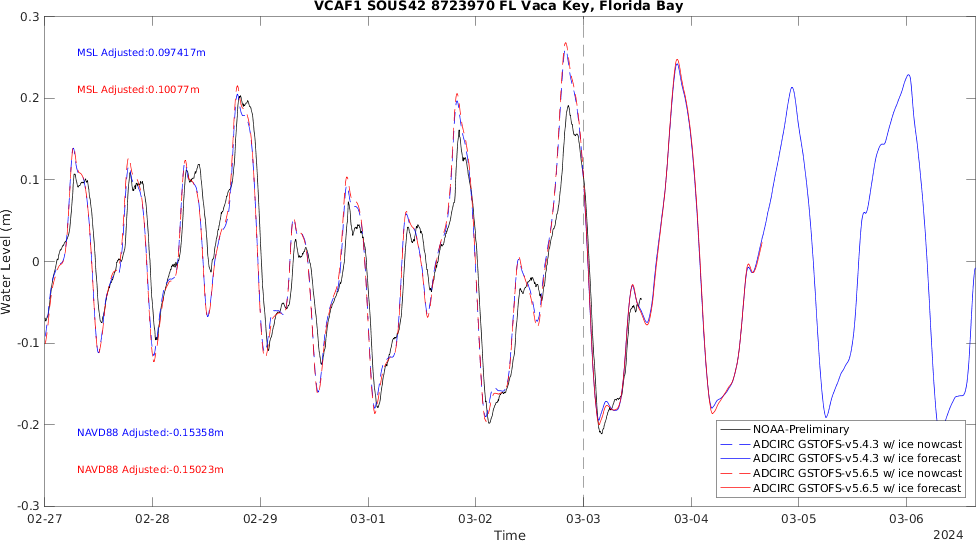 VCAF1 SOUS42 8723970 FL Vaca Key, Florida Bay
0.3
MSL Adjusted:0.097417m
MSL Adjusted:0.10077m
0.2
0.1
Water Level (m)
0
-0.1
-0.2
NAVD88 Adjusted:-0.15358m
NAVD88 Adjusted:-0.15023m
NOAA-Preliminary
ADCIRC GSTOFS-v5.4.3 w/ ice nowcast
ADCIRC GSTOFS-v5.4.3 w/ ice forecast
ADCIRC GSTOFS-v5.6.5 w/ ice nowcast
ADCIRC GSTOFS-v5.6.5 w/ ice forecast
-0.3
02-27 02-28 02-29 03-01 03-02 03-03 03-04 03-05 03-06
Time
2024